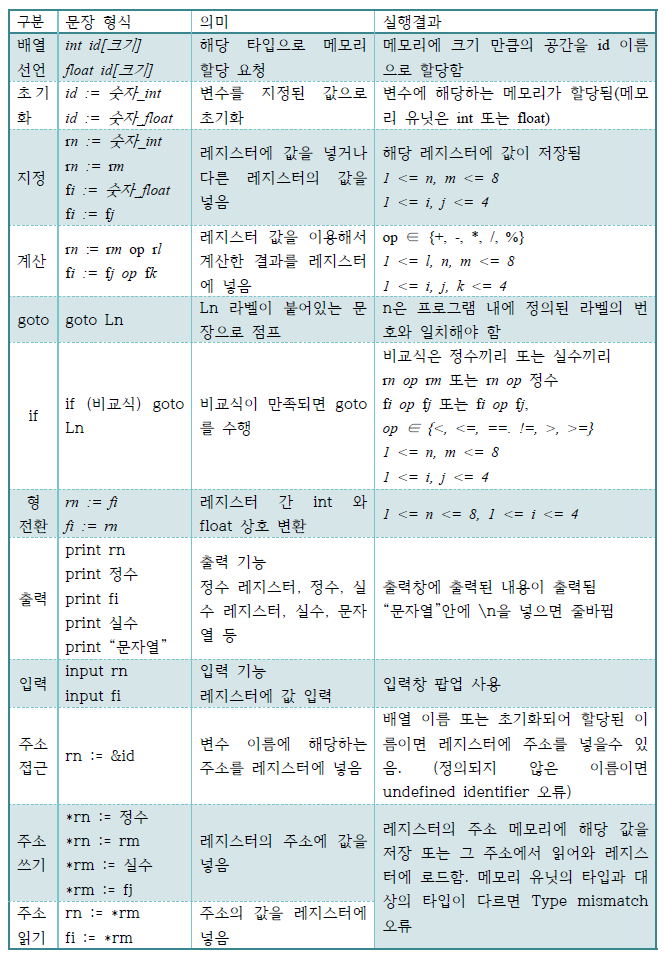 구분 문장 형식 의미 실행결과
배열 선언
int id[크기]
float id[크기]
해당 타입으로 메모리
할당 요청
메모리에 크기 만큼의 공간을 id 이름
으로 할당함
초기
화
id := 숫자_int
id := 숫자_float
변수를 지정된 값으로
초기화
변수에 해당하는 메모리가 할당됨(메모
리 유닛은 int 또는 float)
지정
rn := 숫자_int
rn := rm
fi := 숫자_float
fi := fj
레지스터에 값을 넣거나
다른 레지스터의 값을
넣음
해당 레지스터에 값이 저장됨
1 <= n, m <= 8
1 <= i, j <= 4
계산
rn := rm op rl
fi := fj op fk
레지스터 값을 이용해서
계산한 결과를 레지스터
에 넣음
op ∈ {+, -, *, /, %}
1 <= l, n, m <= 8
1 <= i, j, k <= 4
goto
goto Ln
Ln 라벨이 붙어있는 문
장으로 점프
n은 프로그램 내에 정의된 라벨의 번
호와 일치해야 함
if
if (비교식) goto
Ln
비교식이 만족되면 goto
를 수행
비교식은 정수끼리 또는 실수끼리
rn op rm 또는 rn op 정수
fi op fj 또는 fi op fj,
op ∈ {<, <=, ==. !=, >, >=}
1 <= n, m <= 8
1 <= i, j <= 4
형
전환
rn := fi
fi := rn
레지스터 간 int 와
float 상호 변환
1 <= n <= 8, 1 <= i <= 4
출력
print rn
print 정수
print fi
print 실수
print “문자열”
출력 기능
정수 레지스터, 정수, 실
수 레지스터, 실수, 문자
열 등
출력창에 출력된 내용이 출력됨
“문자열”안에 \n을 넣으면 줄바뀜
입력
input rn
input fi
입력 기능
레지스터에 값 입력
입력창 팝업 사용
주소
접근
rn := &id
변수 이름에 해당하는
주소를 레지스터에 넣음
배열 이름 또는 초기화되어 할당된 이
름이면 레지스터에 주소를 넣을수 있
음. (정의되지 않은 이름이면
undefined identifier 오류)
주소
쓰기
*rn := 정수
*rn := rm
*rm := 실수
*rm := fj
레지스터의 주소에 값을
넣음
레지스터의 주소 메모리에 해당 값을
저장 또는 그 주소에서 읽어와 레지스
터에 로드함. 메모리 유닛의 타입과 대
상의 타입이 다르면 Type mismatch
오류
주소
읽기
rn := *rm
fi := *rm
주소의 값을 레지스터에
넣음